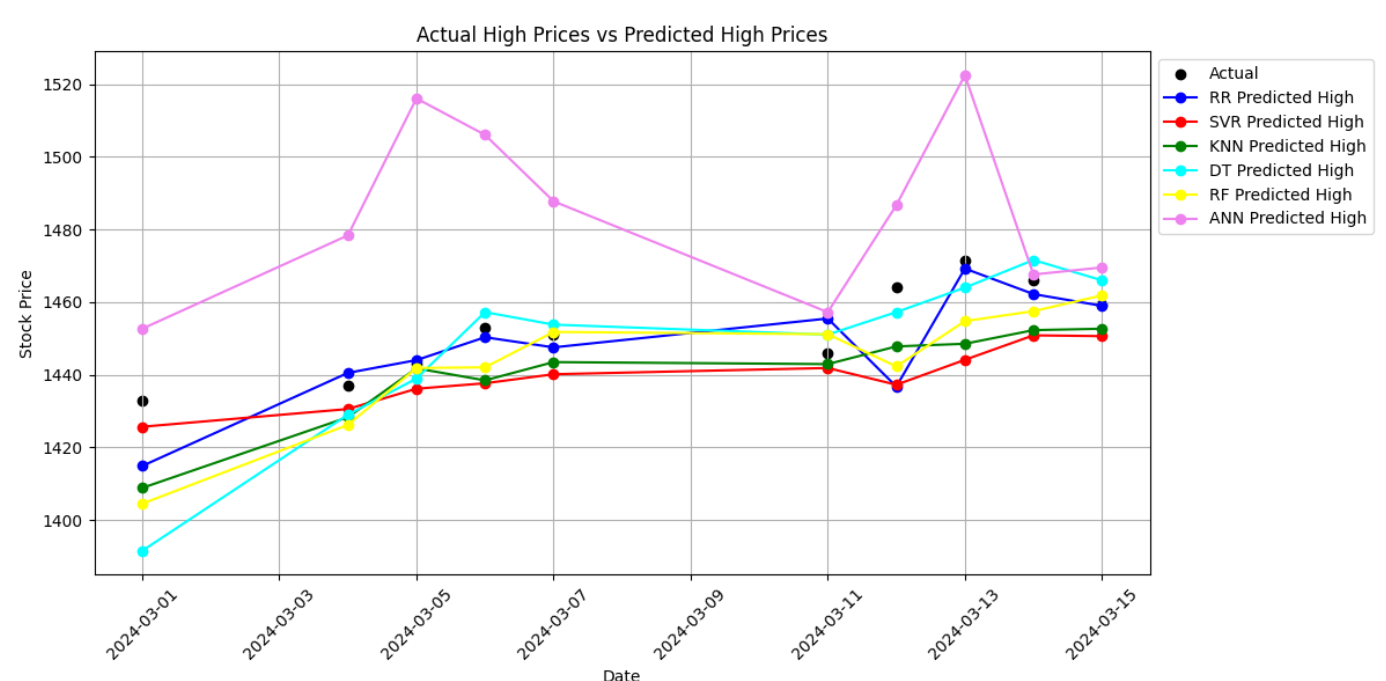 Actual High Prices vs Predicted High Prices
Stock Price
1520
1500
1480
1460
1440
1420
1400
2024-03-01
2024-03-03
2024-03-05
2024-03-07
2024-03-09
2024-03-11
2024-03-13
2024-03-15
Date
Actual
RR Predicted High
SVR Predicted High
KNN Predicted High
DT Predicted High
RF Predicted High
ANN Predicted High